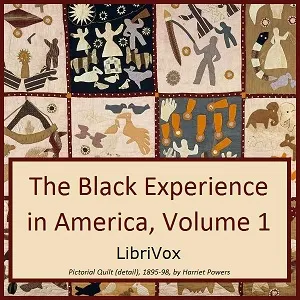 The Black Experience
in America, Volume 1
LibriVox
Pictorial Quilt (detail), 1895-98, by Harriet Powers